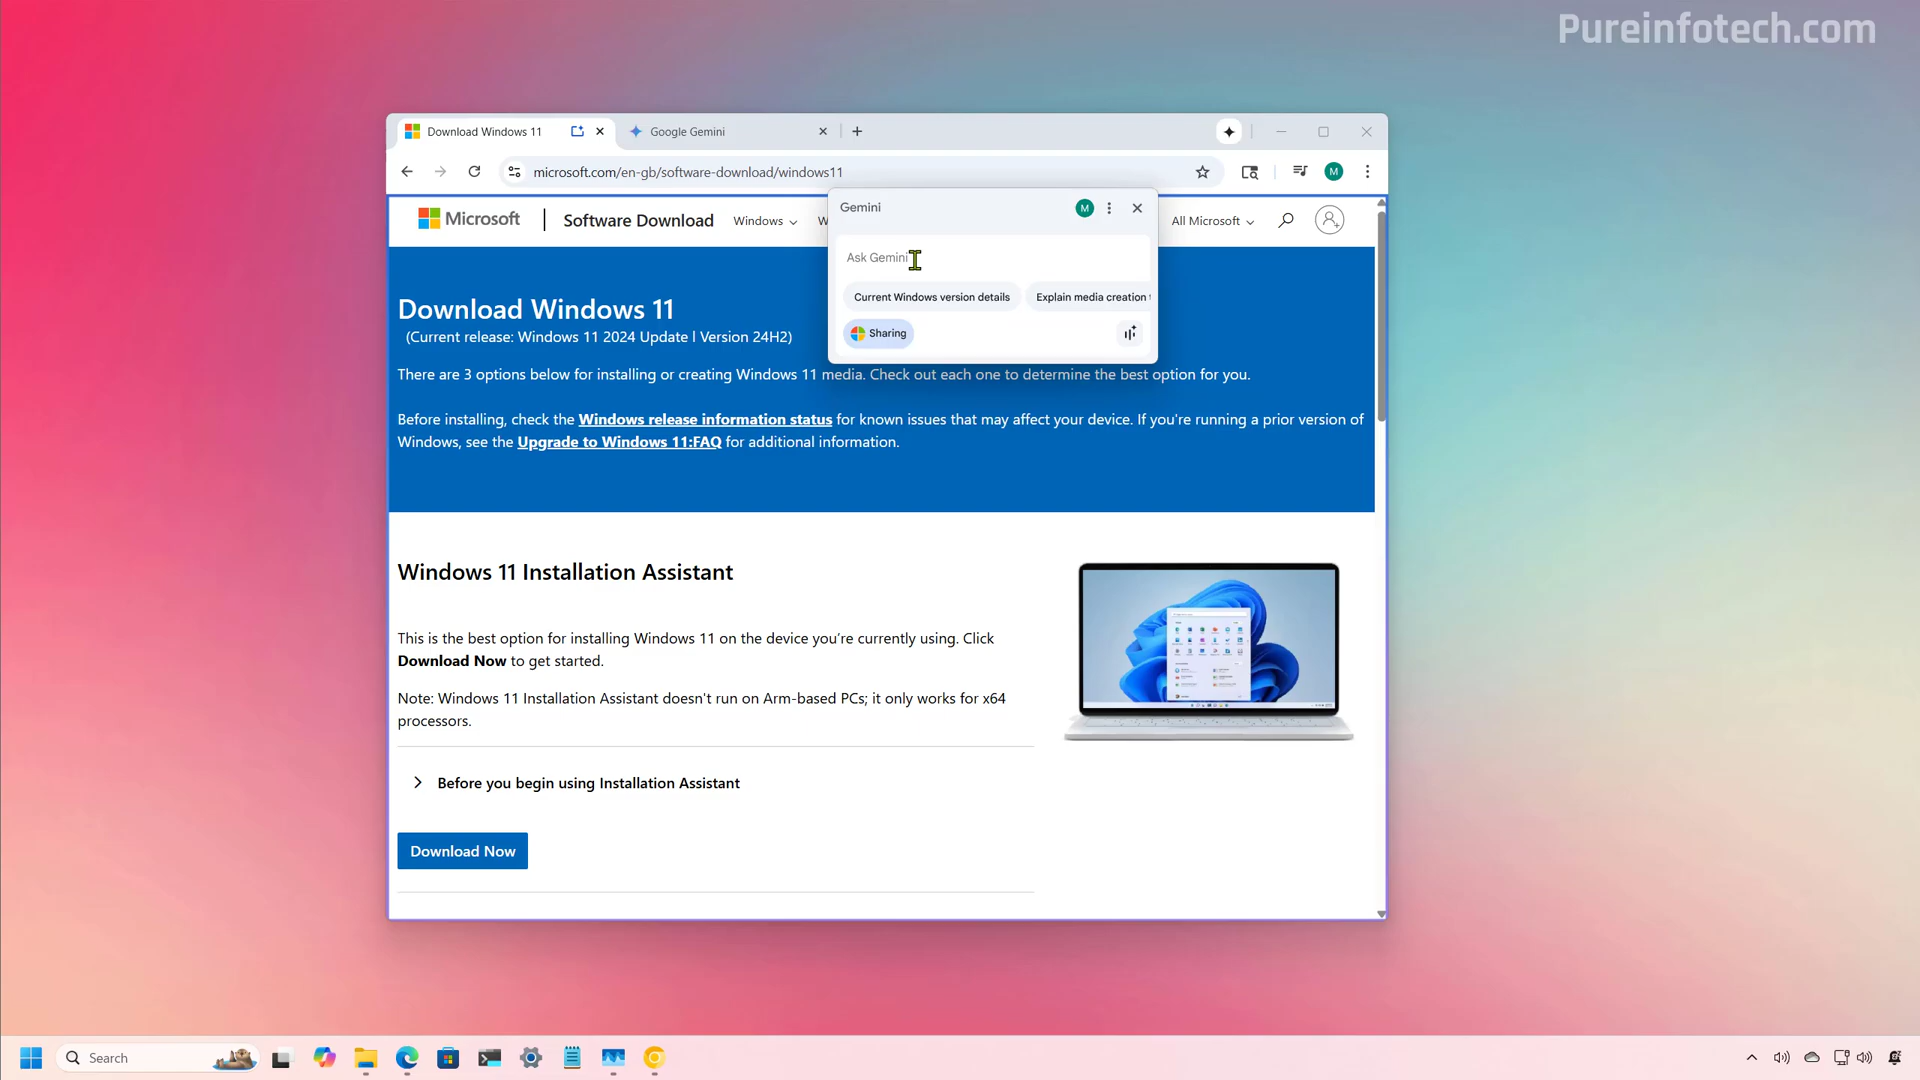 Pureinfotech.com
Download Windows 11
Google Gemini
microsoft.com/en-gb/software-download/windows11
M
Microsoft
Software Download
Windows
W
All Microsoft
Gemini
M
Ask Gemini
Current Windows version details
Explain media creation
Sharing
Download Windows 11
(Current release: Windows 11 2024 Update l Version 24H2)
There are 3 options below for installing or creating Windows 11 media. Check out each one to determine the best option for you.
Before installing, check the Windows release information status for known issues that may affect your device. If you're running a prior version of
Windows, see the Upgrade to Windows 11:FAQ for additional information.
Windows 11 Installation Assistant
This is the best option for installing Windows 11 on the device you're currently using. Click
Download Now to get started.
Note: Windows 11 Installation Assistant doesn't run on Arm-based PCs; it only works for x64
processors.
Before you begin using Installation Assistant
Download Now
Search